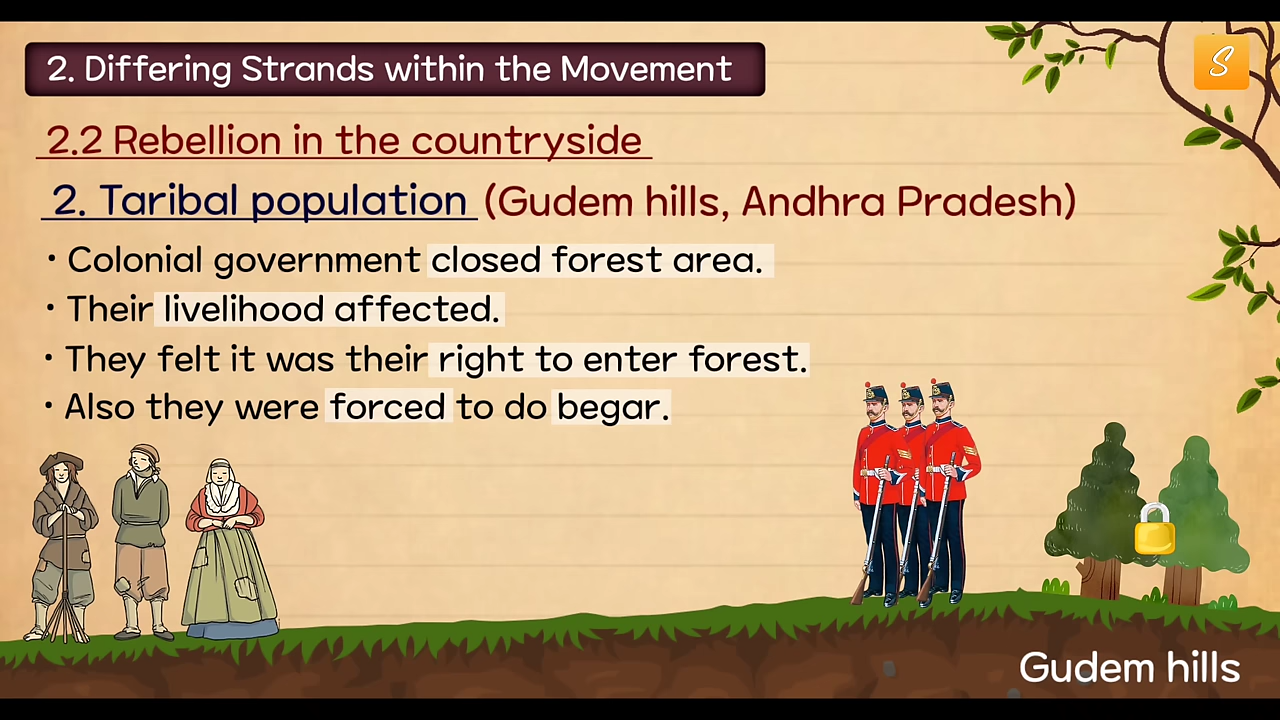 2. Differing Strands within the Movement
S
2.2 Rebellion in the countryside
2. Taribal population (Gudem hills, Andhra Pradesh)
• Colonial government closed forest area.
• Their livelihood affected.
• They felt it was their right to enter forest.
• Also they were forced to do begar.
Gudem hills